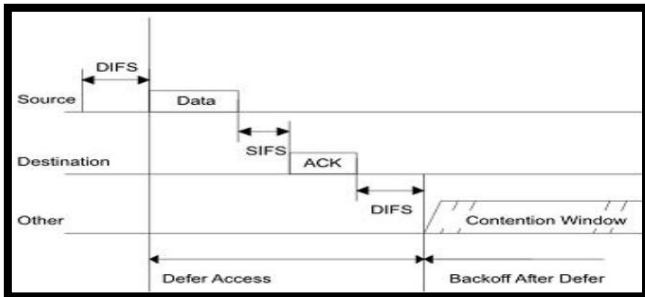 DIFS
Source
Data
SIFS
Destination
ACK
DIFS
Other
Contention Window
Defer Access
Backoff After Defer